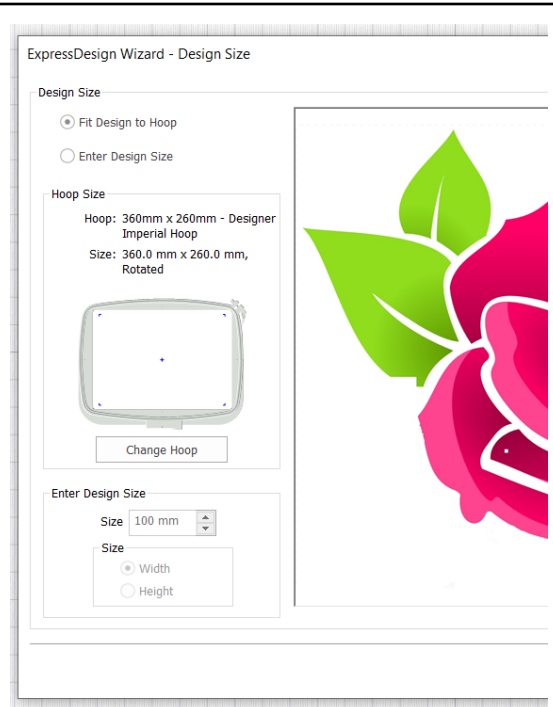 ExpressDesign Wizard - Design Size
Design Size
Fit Design to Hoop
Enter Design Size
Hoop Size
Hoop: 360mm x 260mm - Designer
Imperial Hoop
Size: 360.0 mm x 260.0 mm,
Rotated
Change Hoop
Enter Design Size
Size 100 mm
Size
Width
Height